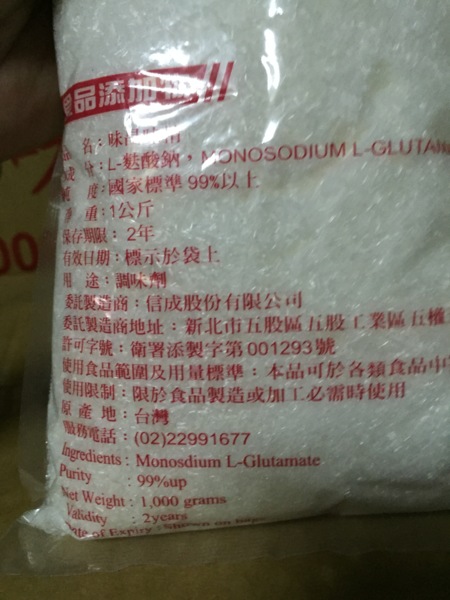 品添加物
名：味
L-麩酸鈉，MONOSODIUM L-GLUTAM
度：國家標準 99%以上
重：1公斤
保存期限：2年
有效日期：標示於袋上
用途：調味劑
委託製造商：信成股份有限公司
委託製造商地址：新北市五股區五股工業區五權
許可字號：衛署添製字第001293號
使用食品範圍及用量標準：本品可於各類食品中
使用限制：限於食品製造或加工必需時使用
原產地：台灣
服務電話：(02)22991677
Ingredients : Monosdium L-Glutamate
Purity : 99%up
Net Weight : 1,000 grams
Validity : 2years
of Expiry : Shown on
00